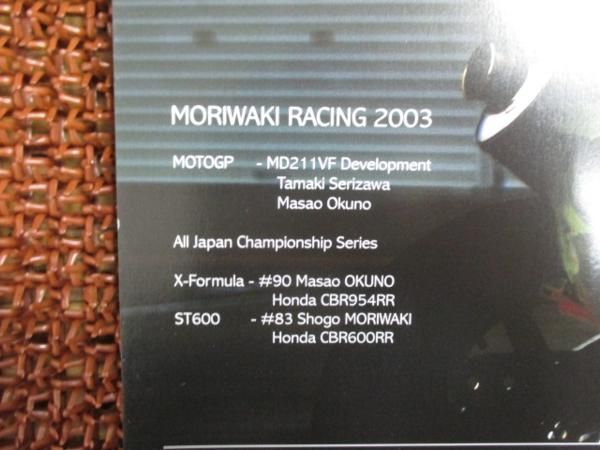 MORIWAKI RACING 2003
MOTOGP - MD211VF Development
Tamaki Serizawa
Masao Okuno
All Japan Championship Series
X-Formula - #90 Masao OKUNO
Honda CBR954RR
ST600 - #83 Shogo MORIWAKI
Honda CBR600RR